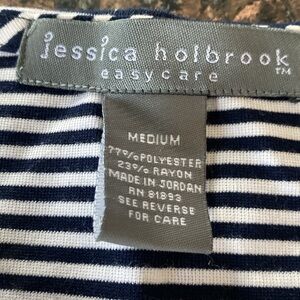 jessica holbrook TM
easycare
MEDIUM
77% POLYESTER
23% RAYON
MADE IN JORDAN
RN 81893
SEE REVERSE
FOR CARE